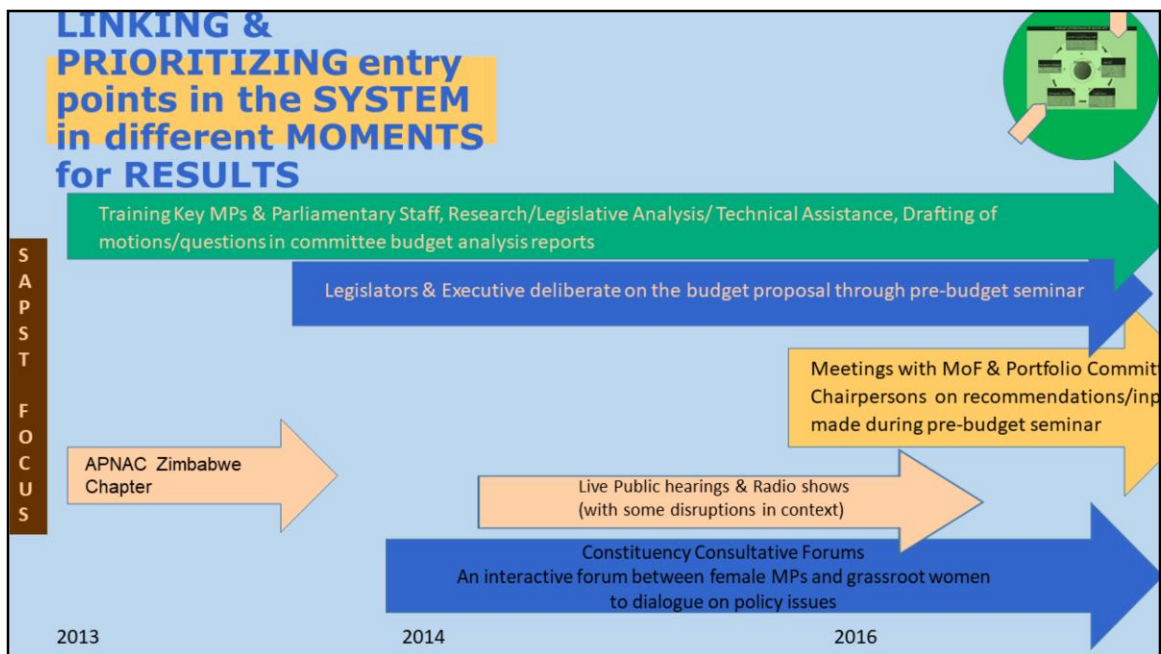 LINKING &
PRIORITIZING entry
points in the SYSTEM
in different MOMENTS
for RESULTS
Training Key MPs & Parliamentary Staff, Research/Legislative Analysis/ Technical Assistance, Drafting of
motions/questions in committee budget analysis reports
S
A
P
S
T
F
O
C
U
S
Legislators & Executive deliberate on the budget proposal through pre-budget seminar
Meetings with MoF & Portfolio Committ
Chairpersons on recommendations/inp
made during pre-budget seminar
APNAC Zimbabwe
Chapter
Live Public hearings & Radio shows
(with some disruptions in context)
Constituency Consultative Forums
An interactive forum between female MPs and grassroot women
to dialogue on policy issues
2013
2014
2016